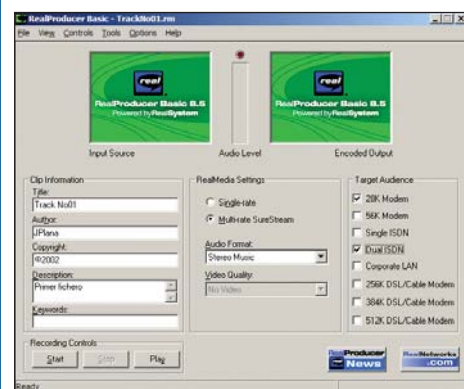 RealProducer Basic - TrackNo01.rm
File View Controls Tools Options Help
real
RealProducer Basic 8.5
Powered by RealSystem
real
RealProducer Basic 8.5
Powered by RealSystem
Input Source Audio Level Encoded Output
Clip Information
Title:
Track No01
Author:
JPlana
Copyright:
©2002
Description:
Primer fichero
Keywords:
RealMedia Settings
Single-rate
Multi-rate SureStream
Audio Format:
Stereo Music
Video Quality:
No Video
Target Audience
28K Modem
56K Modem
Single ISDN
Dual ISDN
Corporate LAN
256K DSL/Cable Modem
384K DSL/Cable Modem
512K DSL/Cable Modem
Recording Controls
Start Stop Play
RealProducer
News
RealNetworks
.com
Ready